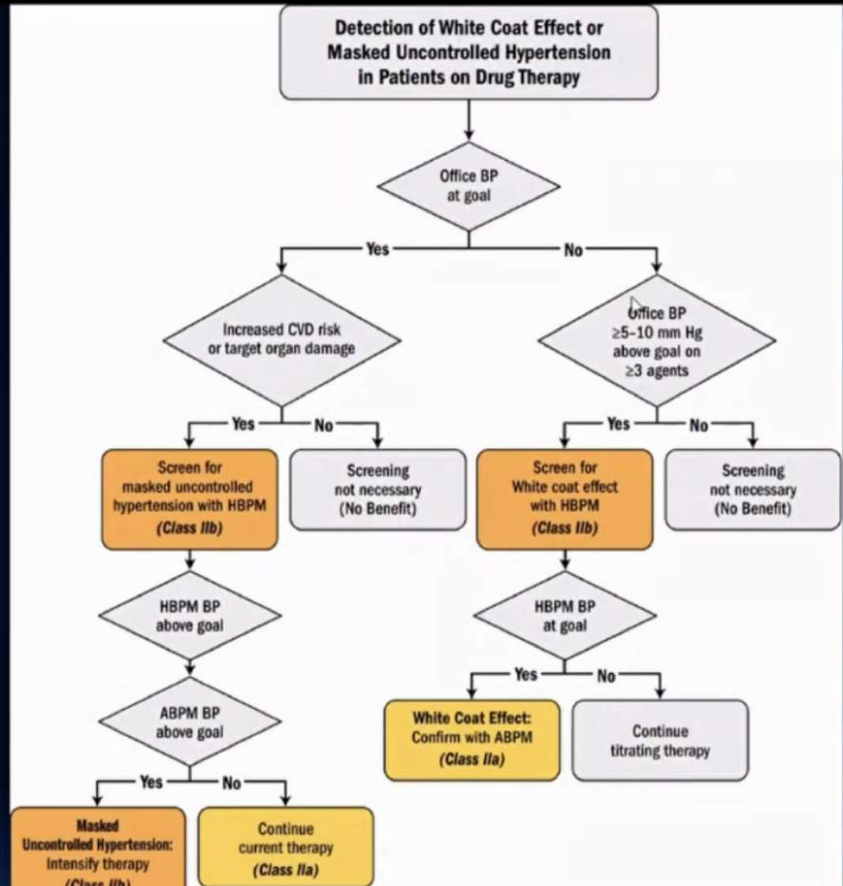 Detection of White Coat Effect or
Masked Uncontrolled Hypertension
in Patients on Drug Therapy
Office BP
at goal
Yes
No
Increased CVD risk
or target organ damage
Office BP
≥5-10 mm Hg
above goal on
≥3 agents
Yes
No
Yes
No
Screen for
masked uncontrolled
hypertension with HBPM
(Class IIb)
Screening
not necessary
(No Benefit)
Screen for
White coat effect
with HBPM
(Class IIb)
Screening
not necessary
(No Benefit)
HBPM BP
above goal
HBPM BP
at goal
Yes
No
ABPM BP
above goal
White Coat Effect:
Confirm with ABPM
(Class IIa)
Continue
titrating therapy
Yes
No
Masked
Uncontrolled Hypertension:
Intensify therapy
(Class IIb)
Continue
current therapy
(Class IIa)